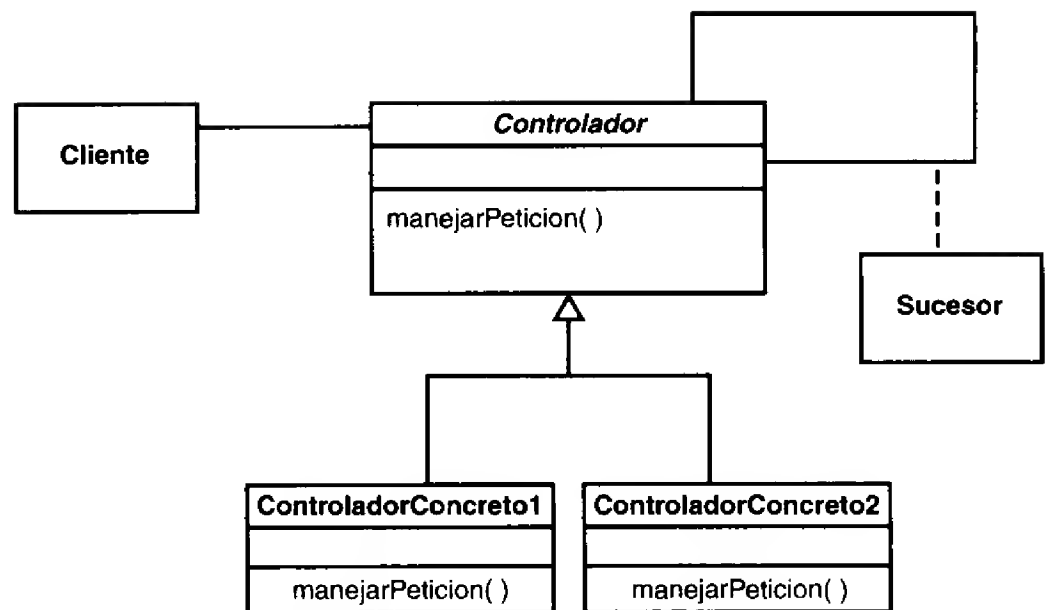 Controlador
Cliente
manejarPeticion( )
Sucesor
ControladorConcreto1
ControladorConcreto2
manejarPeticion( )
manejarPeticion( )